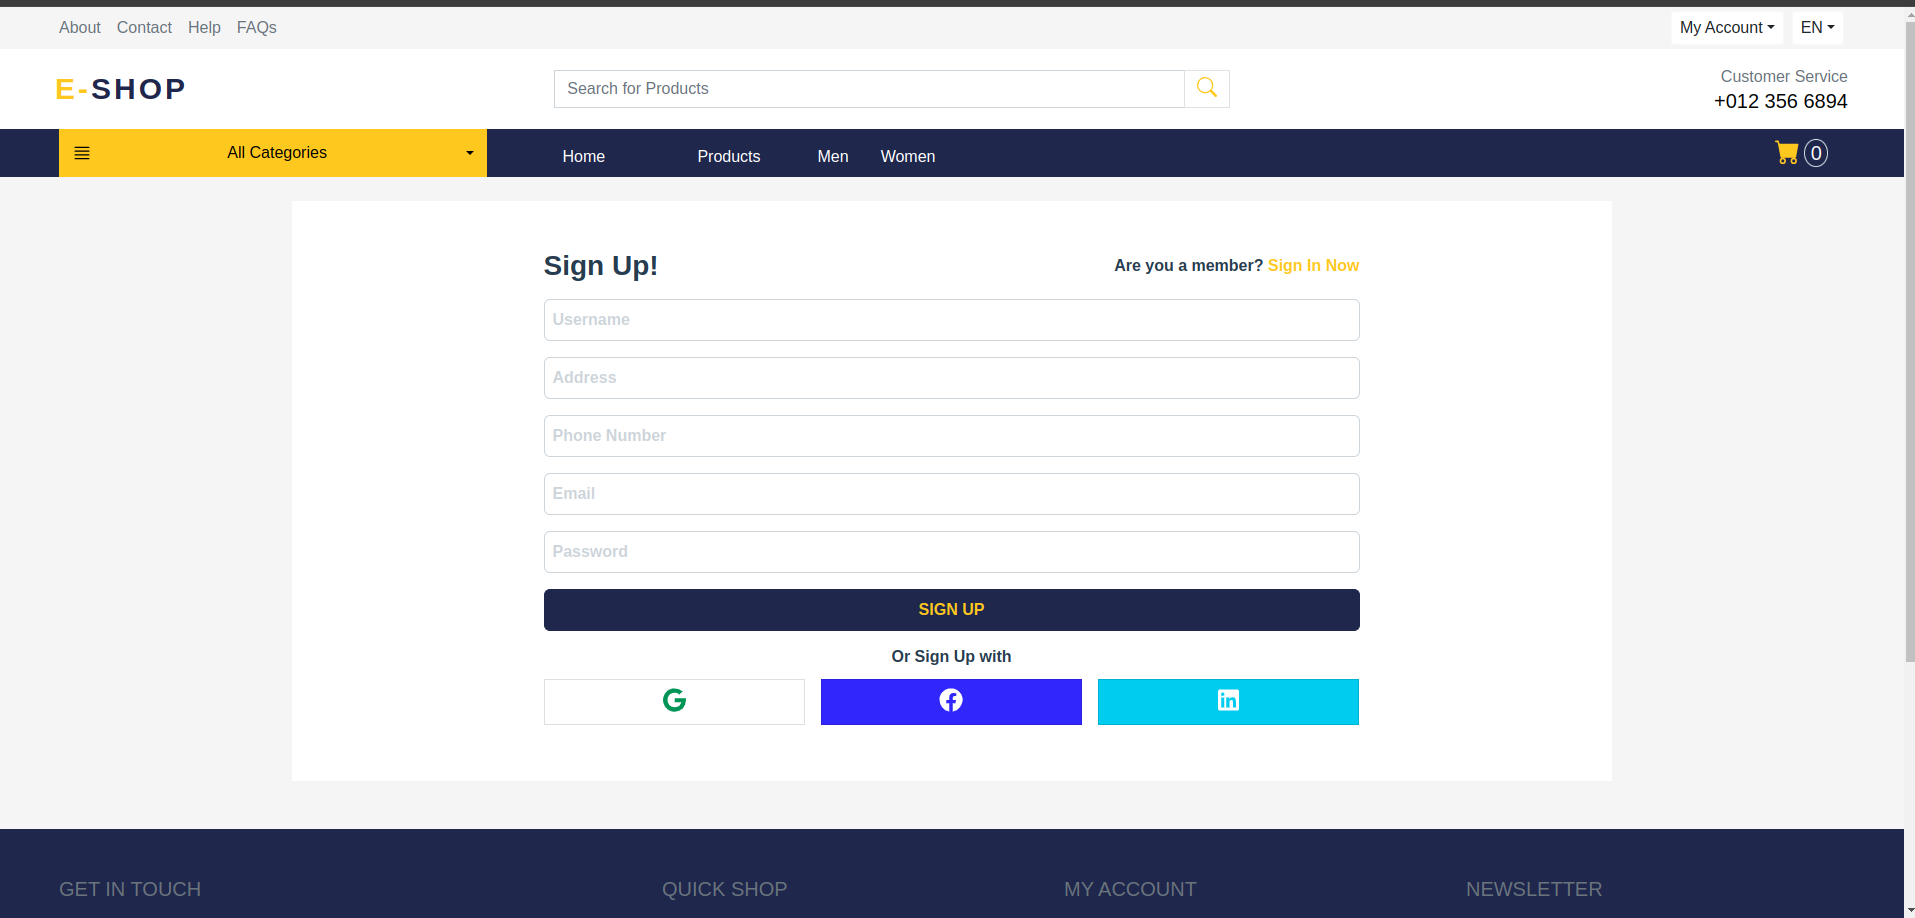 About Contact Help FAQs
My Account EN
E-SHOP
Search for Products
Customer Service
+012 356 6894
All Categories
Home Products Men Women
0
Sign Up!
Are you a member? Sign In Now
Username
Address
Phone Number
Email
Password
SIGN UP
Or Sign Up with
GET IN TOUCH
QUICK SHOP
MY ACCOUNT
NEWSLETTER